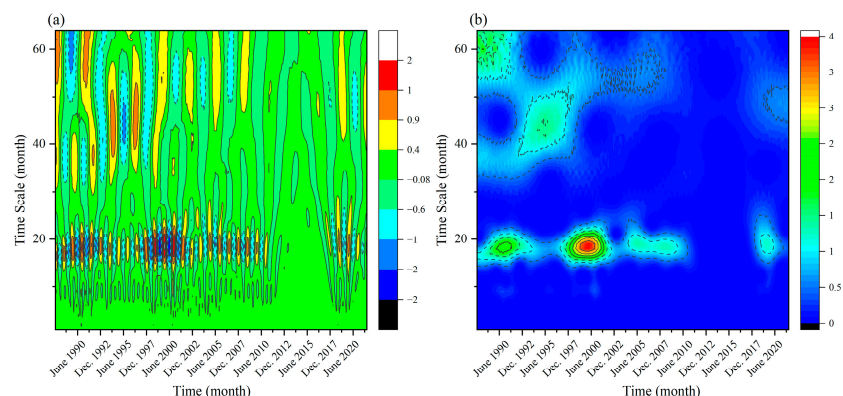 (a)
(b)
60
40
20
Time Scale (month)
June 1990
Dec. 1992
June 1995
Dec. 1997
June 2000
Dec. 2002
June 2005
Dec. 2007
June 2010
Dec. 2012
June 2015
Dec. 2017
June 2020
Time (month)
2
1
0.9
0.4
−0.08
−0.6
−1
−2
−2
60
40
20
Time Scale (month)
June 1990
Dec. 1992
June 1995
Dec. 1997
June 2000
Dec. 2002
June 2005
Dec. 2007
June 2010
Dec. 2012
June 2015
Dec. 2017
June 2020
Time (month)
4
4
3
3
2
2
1
1
0.5
0